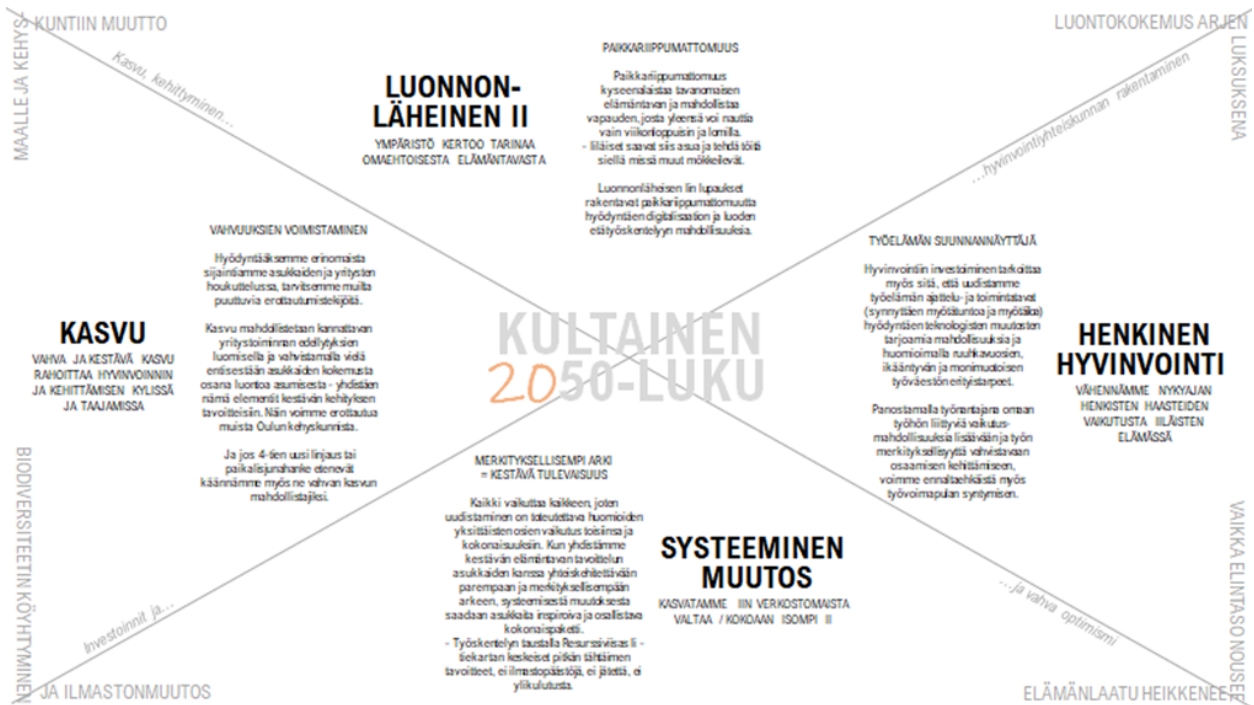 MAALLE JA KEHYS-
KUNTIIN MUUTTO
Kasvu, kehittyminen...
LUONTOKOKEMUS ARJEN
LUKSUKSENA
...hyvinvointiyhteiskunnan rakentaminen
LUONNON-
LÄHEINEN II
YMPÄRISTÖ KERTOO TARINAA
OMAEHTOISESTA ELÄMÄNTAVASTA
PAIKKARIIPPUMATTOMUUS
Paikkariippumattomuus
kyseenalaistaa tavanomaisen
elämäntavan ja mahdollistaa
vapauden, josta yleensä voi nauttia
vain viikonloppuisin ja lomilla.
- Iiläiset saavat siis asua ja tehdä töitä
siellä missä muut mökkeilevät.
Luonnonläheisen Iin lupaukset
rakentavat paikkariippumattomuutta
hyödyntäen digitalisaation ja luoden
etätyöskentelyyn mahdollisuuksia.
VAHVUUKSIEN VOIMISTAMINEN
Hyödyntääksemme erinomaista
sijaintiamme asukkaiden ja yritysten
houkuttelussa, tarvitsemme muilta
puuttuvia erottautumistekijöitä.
Kasvu mahdollistetaan kannattavan
yritystoiminnan edellytyksien
luomisella ja vahvistamalla vielä
entisestään asukkaiden kokemusta
osana luontoa asumisesta - yhdistäen
nämä elementit kestävän kehityksen
tavoitteisiin. Näin voimme erottautua
muista Oulun kehyskunnista.
Ja jos 4-tien uusi linjaus tai
paikallisjunahanke etenevät
käännämme myös ne vahvan kasvun
mahdollistajiksi.
KASVU
VAHVA JA KESTÄVÄ KASVU
RAHOITTAA HYVINVOINNIN
JA KEHITTÄMISEN KYLISSÄ
JA TAAJAMISSA
KULTAINEN
2050-LUKU
TYÖELÄMÄN SUUNNANNÄYTTÄJÄ
Hyvinvointiin investoiminen tarkoittaa
myös sitä, että uudistamme
työelämän ajattelu- ja toimintatavat
(synnyttäen myötätuntoa ja myötäiloa)
hyödyntäen teknologisten muutosten
tarjoamia mahdollisuuksia ja
huomioimalla ruuhkavuosien,
ikääntyvän ja monimuotoisen
työväestön erityistarpeet.
Panostamalla työnantajana omaan
työhön liittyviä vaikutus-
mahdollisuuksia lisäävään ja työn
merkityksellisyyttä vahvistavaan
osaamisen kehittämiseen,
voimme ennaltaehkäistä myös
työvoimapulan syntymisen.
HENKINEN
HYVINVOINTI
VÄHENNÄMME NYKYAJAN
HENKISTEN HAASTEIDEN
VAIKUTUSTA IILÄISTEN
ELÄMÄSSÄ
MERKITYKSELLISEMPI ARKI
= KESTÄVÄ TULEVAISUUS
Kaikki vaikuttaa kaikkeen, joten
uudistaminen on toteutettava huomioiden
yksittäisten osien vaikutus toisiinsa ja
kokonaisuuksiin. Kun yhdistämme
kestävän elämäntavan tavoittelun
asukkaiden kanssa yhteiskehitettävään
parempaan ja merkityksellisempään
arkeen, systeemisestä muutoksesta
saadaan asukkaita inspiroiva ja osallistava
kokonaispaketti.
- Työskentelyn taustalla Resurssiviisas Ii -
tiekartan keskeiset pitkän tähtäimen
tavoitteet, ei ilmastopäästöjä, ei jätettä, ei
ylikulutusta.
SYSTEEMINEN
MUUTOS
KASVATAMME IIN VERKOSTOMAISTA
VALTAA / KOKOAAN ISOMPI II
BIODIVERSITEETIN KÖYHTYMINEN
JA ILMASTONMUUTOS
Investoinnit ja...
...ja vahva optimismi
VAIKKA ELINTASO NOUSEE
ELÄMÄNLAATU HEIKKENEE